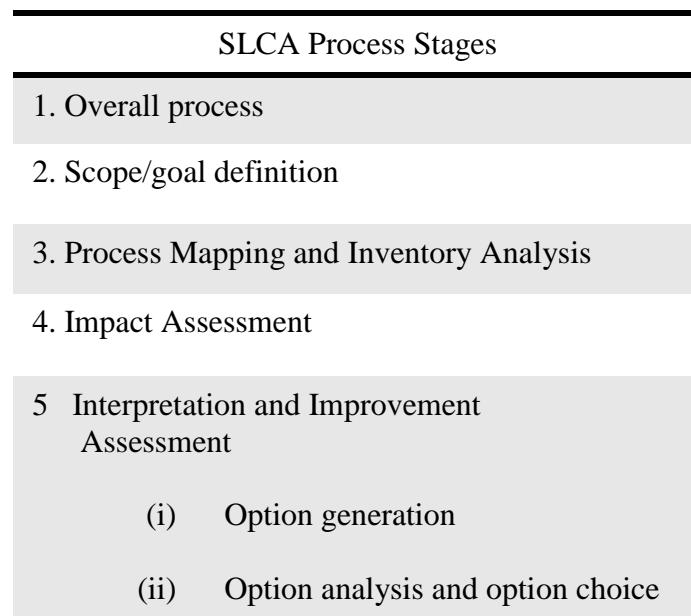 SLCA Process Stages
1. Overall process
2. Scope/goal definition
3. Process Mapping and Inventory Analysis
4. Impact Assessment
5 Interpretation and Improvement
Assessment
(i) Option generation
(ii) Option analysis and option choice